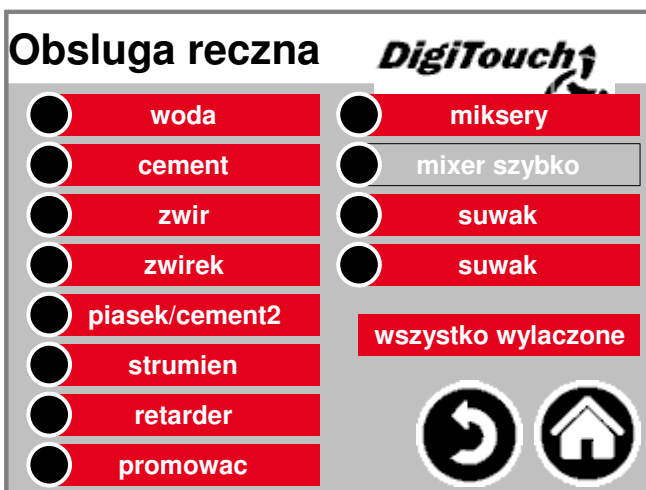 Obsluga reczna
DigiTouch
woda
cement
zwir
zwirek
piasek/cement2
strumien
retarder
promowac
miksery
mixer szybko
suwak
suwak
wszystko wylaczone